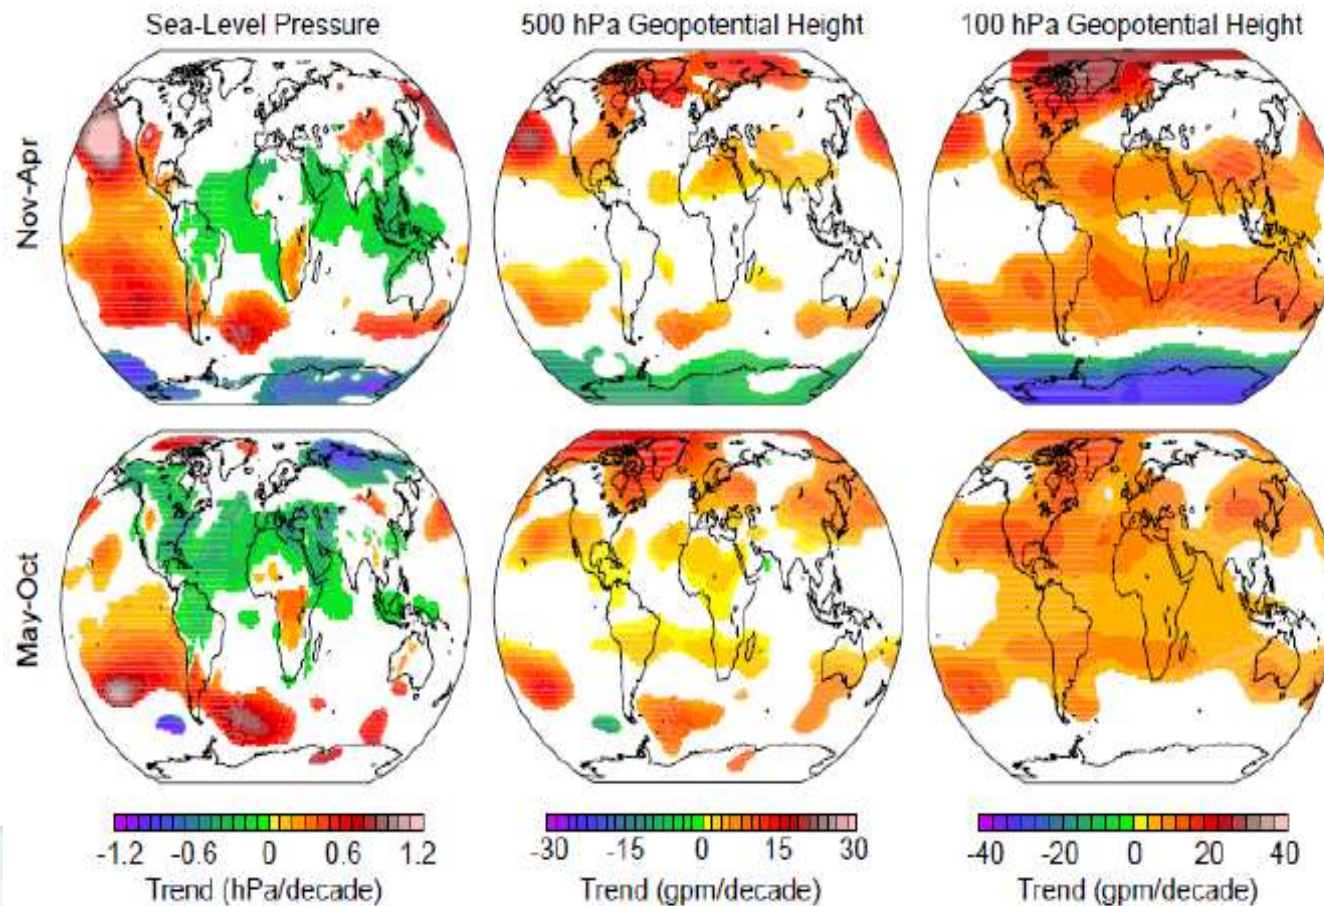 Sea-Level Pressure
500 hPa Geopotential Height
100 hPa Geopotential Height
Nov-Apr
May-Oct
-1.2 -0.6 0 0.6 1.2
Trend (hPa/decade)
-30 -15 0 15 30
Trend (gpm/decade)
-40 -20 0 20 40
Trend (gpm/decade)